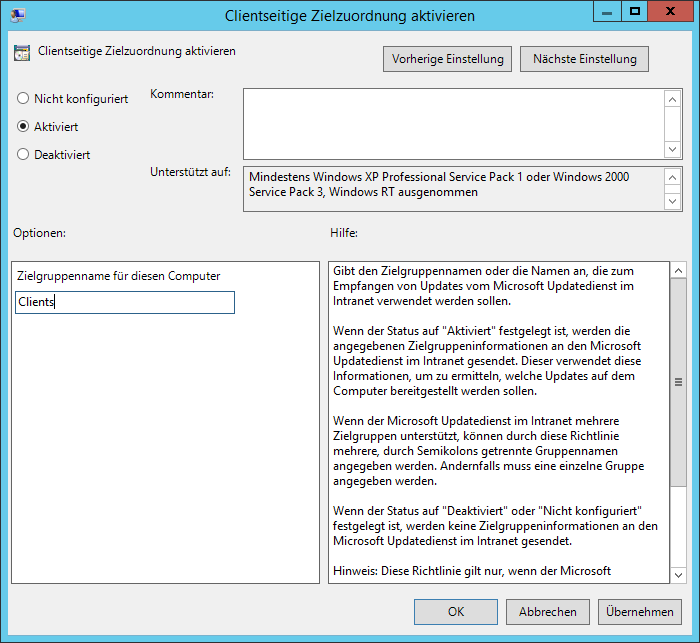 Clientseitige Zielzuordnung aktivieren
Clientseitige Zielzuordnung aktivieren
Vorherige Einstellung
Nächste Einstellung
Nicht konfiguriert
Aktiviert
Deaktiviert
Kommentar:
Unterstützt auf:
Mindestens Windows XP Professional Service Pack 1 oder Windows 2000
Service Pack 3, Windows RT ausgenommen
Optionen:
Hilfe:
Zielgruppenname für diesen Computer
Clients
Gibt den Zielgruppennamen oder die Namen an, die zum
Empfangen von Updates vom Microsoft Updatedienst im
Intranet verwendet werden sollen.
Wenn der Status auf "Aktiviert" festgelegt ist, werden die
angegebenen Zielgruppeninformationen an den Microsoft
Updatedienst im Intranet gesendet. Dieser verwendet diese
Informationen, um zu ermitteln, welche Updates auf dem
Computer bereitgestellt werden sollen.
Wenn der Microsoft Updatedienst im Intranet mehrere
Zielgruppen unterstützt, können durch diese Richtlinie
mehrere, durch Semikolons getrennte Gruppennamen
angegeben werden. Andernfalls muss eine einzelne Gruppe
angegeben werden.
Wenn der Status auf "Deaktiviert" oder "Nicht konfiguriert"
festgelegt ist, werden keine Zielgruppeninformationen an den
Microsoft Updatedienst im Intranet gesendet.
Hinweis: Diese Richtlinie gilt nur, wenn der Microsoft
OK
Abbrechen
Übernehmen